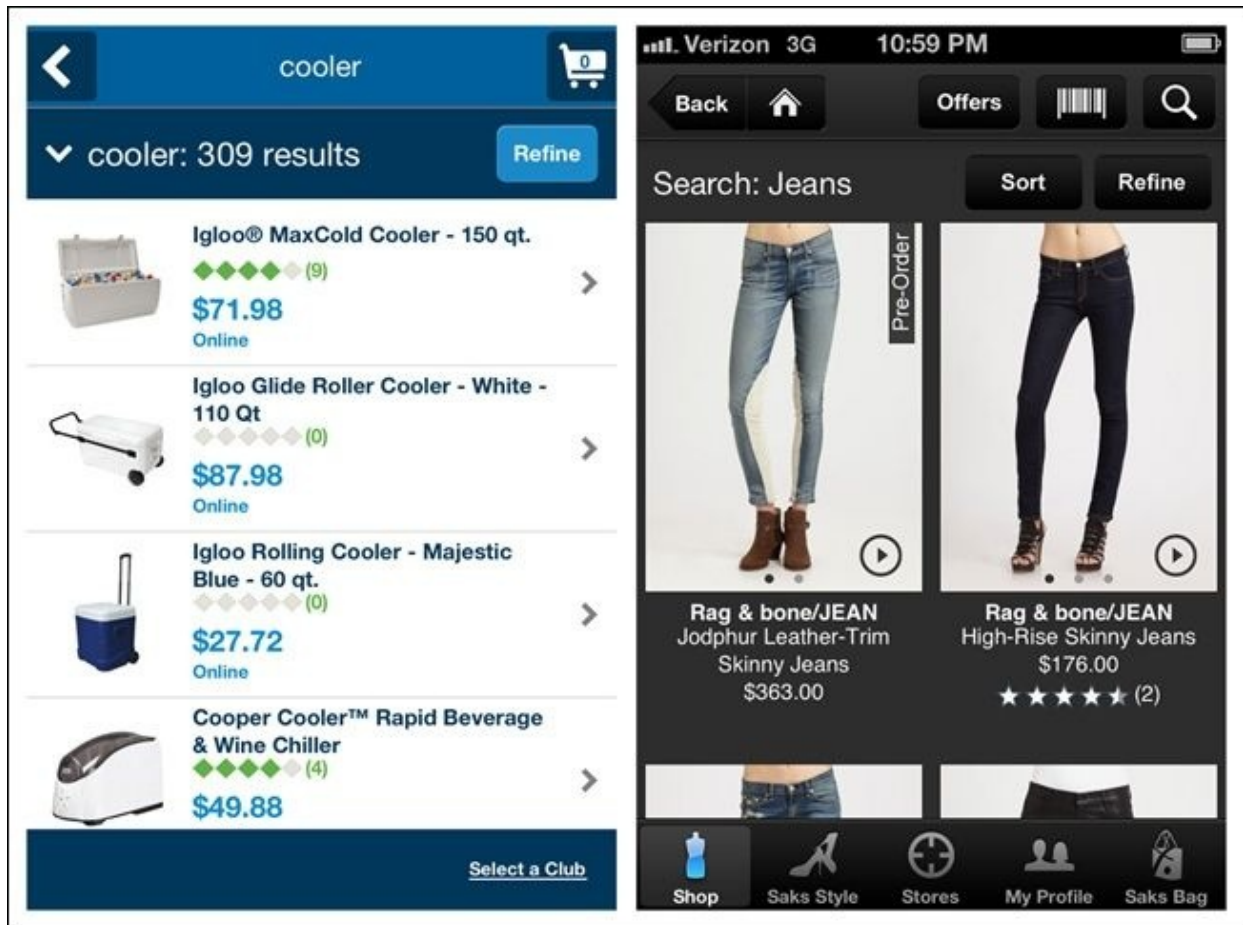 cooler
0
cooler: 309 results
Refine
Igloo® MaxCold Cooler - 150 qt.
(9)
$71.98
Online
Igloo Glide Roller Cooler - White -
110 Qt
(0)
$87.98
Online
Igloo Rolling Cooler - Majestic
Blue - 60 qt.
(0)
$27.72
Online
Cooper Cooler™ Rapid Beverage
& Wine Chiller
(4)
$49.88
Select a Club
Verizon 3G 10:59 PM
Back
Offers
Search: Jeans
Sort
Refine
Pre-Order
Rag & bone/JEAN
Jodphur Leather-Trim
Skinny Jeans
$363.00
Rag & bone/JEAN
High-Rise Skinny Jeans
$176.00
(2)
Shop
Saks Style
Stores
My Profile
Saks Bag